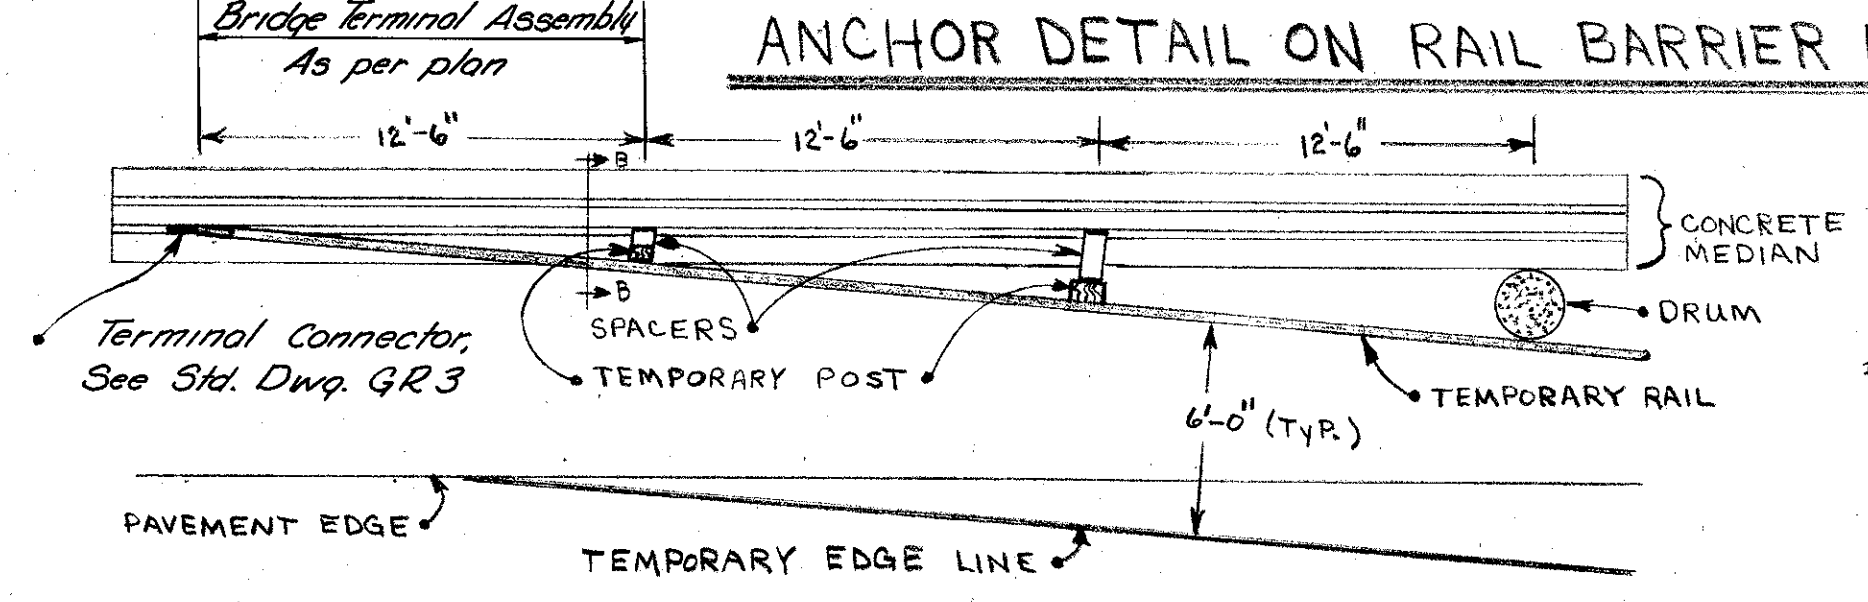 Bridge Terminal Assembly
As per plan
ANCHOR DETAIL ON RAIL BARRIER
12'-6"
12'-6"
12'-6"
B
B
CONCRETE
MEDIAN
DRUM
Terminal Connector,
See Std. Dwg. GR3
SPACERS
TEMPORARY POST
TEMPORARY RAIL
6'-0" (TYP.)
PAVEMENT EDGE
TEMPORARY EDGE LINE